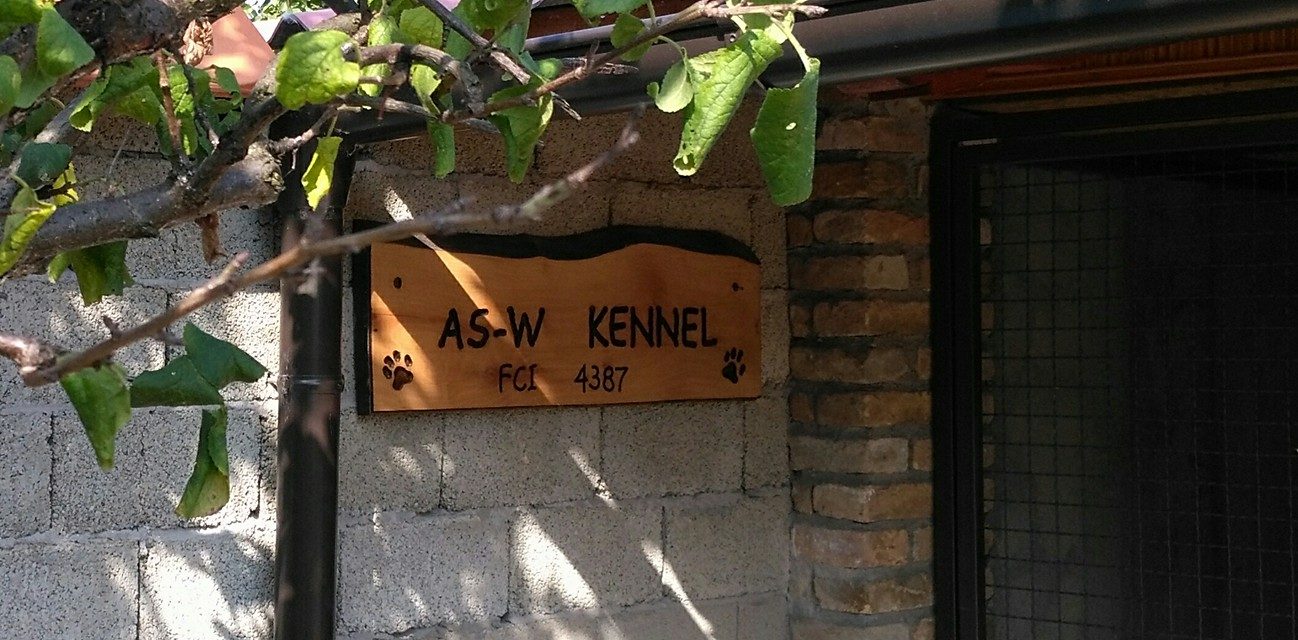 AS-W KENNEL
FCI 4387